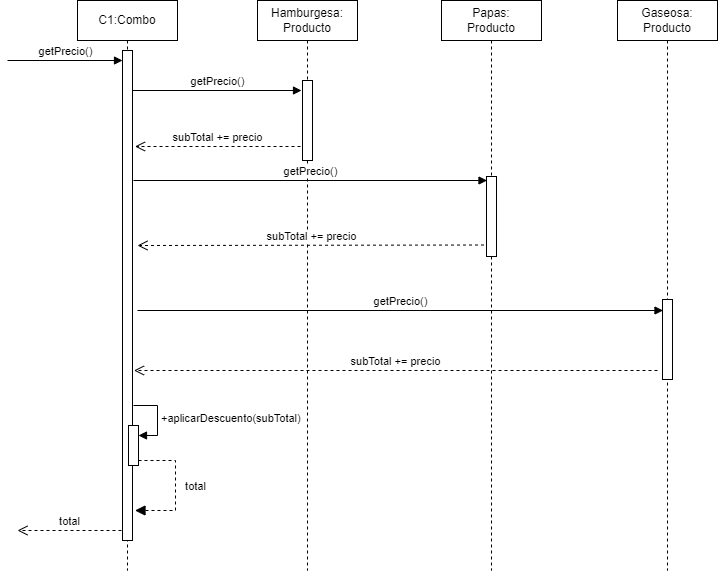 C1:Combo
Hamburgesa:
Producto
Papas:
Producto
Gaseosa:
Producto
getPrecio()
getPrecio()
subTotal += precio
getPrecio()
subTotal += precio
getPrecio()
subTotal += precio
+aplicarDescuento(subTotal)
total
total